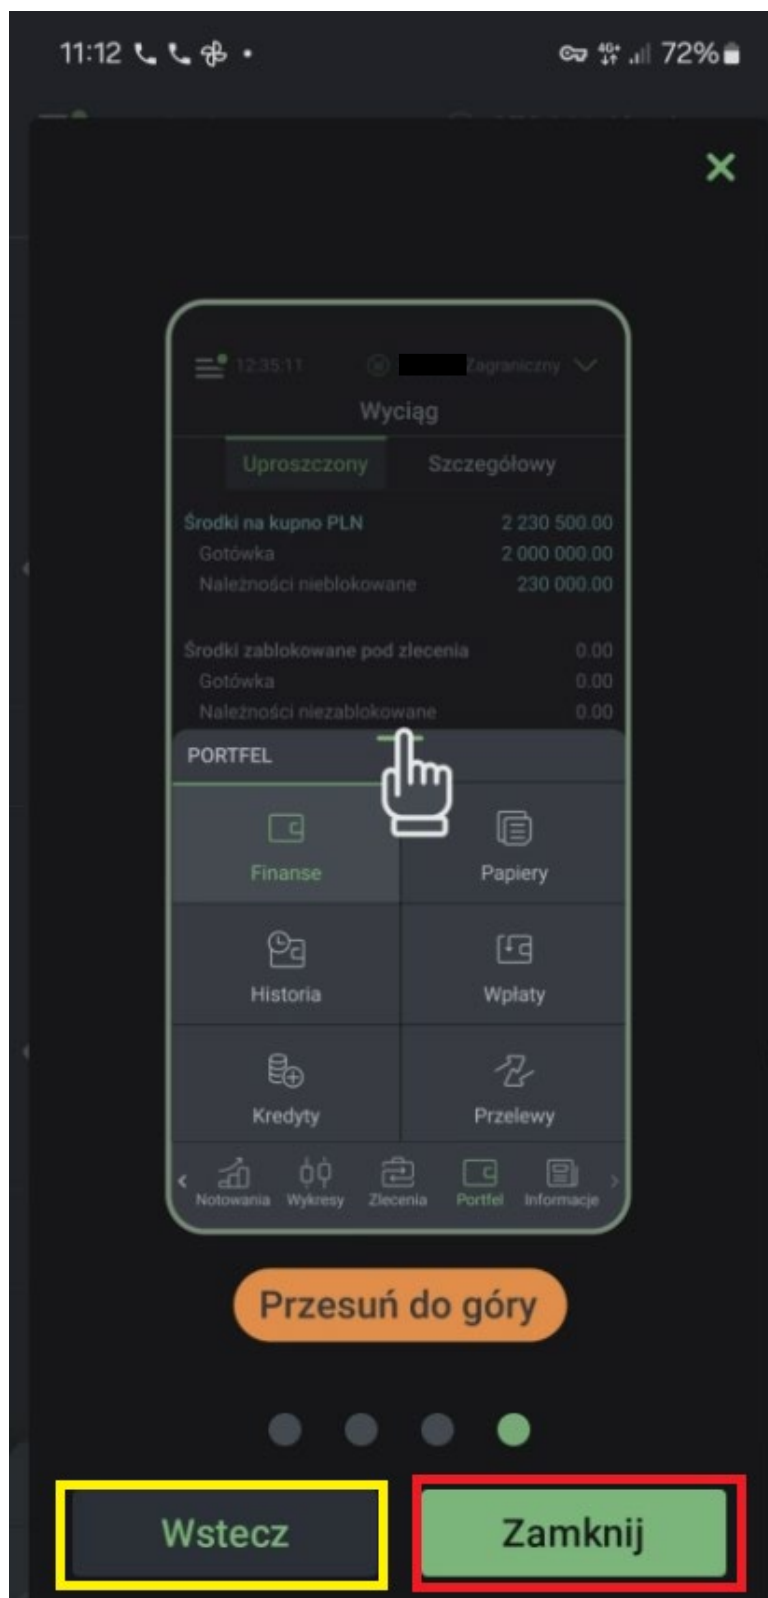 11:12 72%
4G+
12:35:11 Zagraniczny
Wyciąg
Uproszczony Szczegółowy
Środki na kupno PLN 2 230 500.00
Gotówka 2 000 000.00
Należności nieblokowane 230 000.00
Środki zablokowane pod zlecenia 0.00
Gotówka 0.00
Należności niezablokowane 0.00
PORTFEL
Finanse Papiery
Historia Wpłaty
Kredyty Przelewy
Notowania Wykresy Zlecenia Portfel Informacje
Przesuń do góry
Wstecz Zamknij